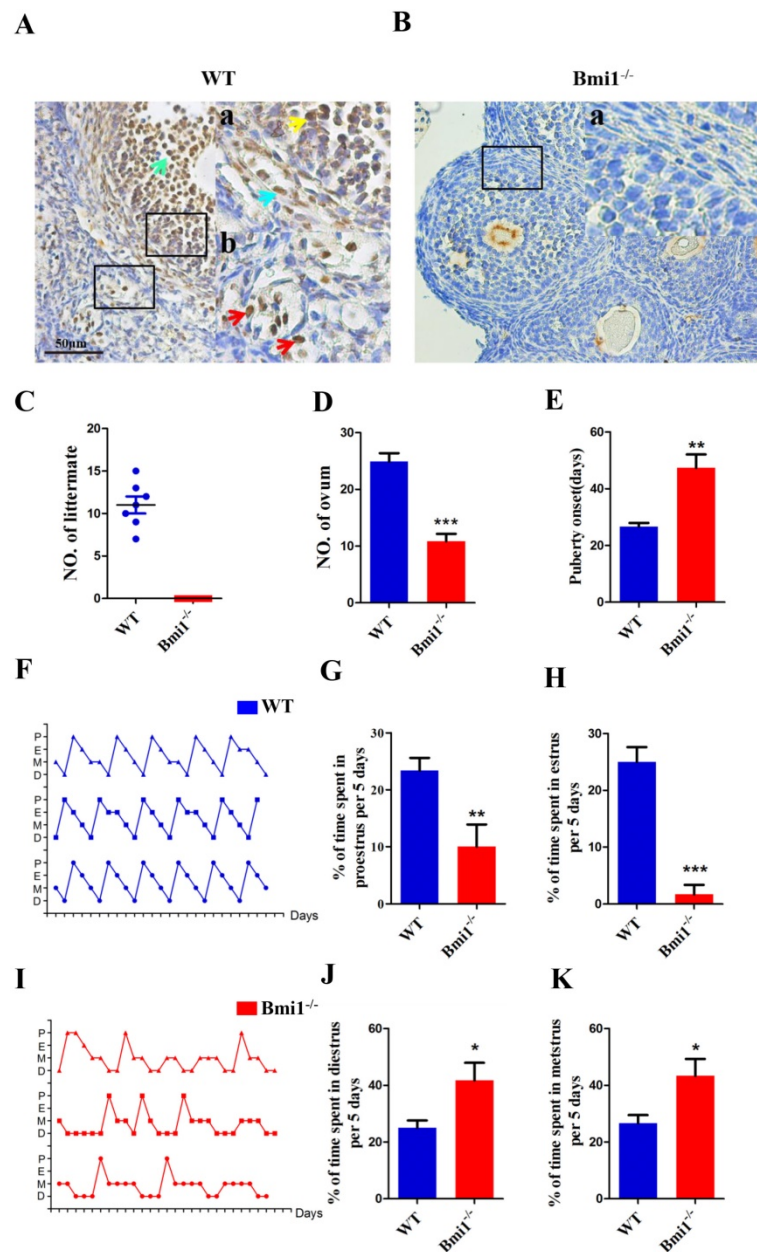 A
B
WT
Bmi1-/-
a
b
50μm
a
C
NO. of littermate
20
15
10
5
0
WT
Bmi1-/-
D
NO. of ovum
30
20
10
0
***
WT
Bmi1-/-
E
Puberty onset(days)
60
40
20
0
**
WT
Bmi1-/-
F
WT
P
E
M
D
P
E
M
D
P
E
M
D
Days
G
% of time spent in
proestrus per 5 days
30
20
10
0
**
WT
Bmi1-/-
H
% of time spent in estrus
per 5 days
30
20
10
0
***
WT
Bmi1-/-
I
Bmi1-/-
P
E
M
D
P
E
M
D
P
E
M
D
Days
J
% of time spent in diestrus
per 5 days
60
40
20
0
*
WT
Bmi1-/-
K
% of time spent in metstrus
per 5 days
60
40
20
0
*
WT
Bmi1-/-